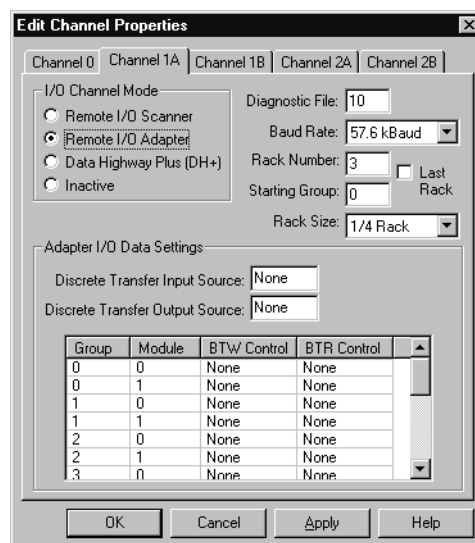 Edit Channel Properties
Channel 0 Channel 1A Channel 1B Channel 2A Channel 2B
I/O Channel Mode
Remote I/O Scanner
Remote I/O Adapter
Data Highway Plus (DH+)
Inactive
Diagnostic File: 10
Baud Rate: 57.6 kBaud
Rack Number: 3
Last Rack
Starting Group: 0
Rack Size: 1/4 Rack
Adapter I/O Data Settings
Discrete Transfer Input Source: None
Discrete Transfer Output Source: None
Group Module BTW Control BTR Control
0 0 None None
0 1 None None
1 0 None None
1 1 None None
2 0 None None
2 1 None None
3 0 None None
OK Cancel Apply Help